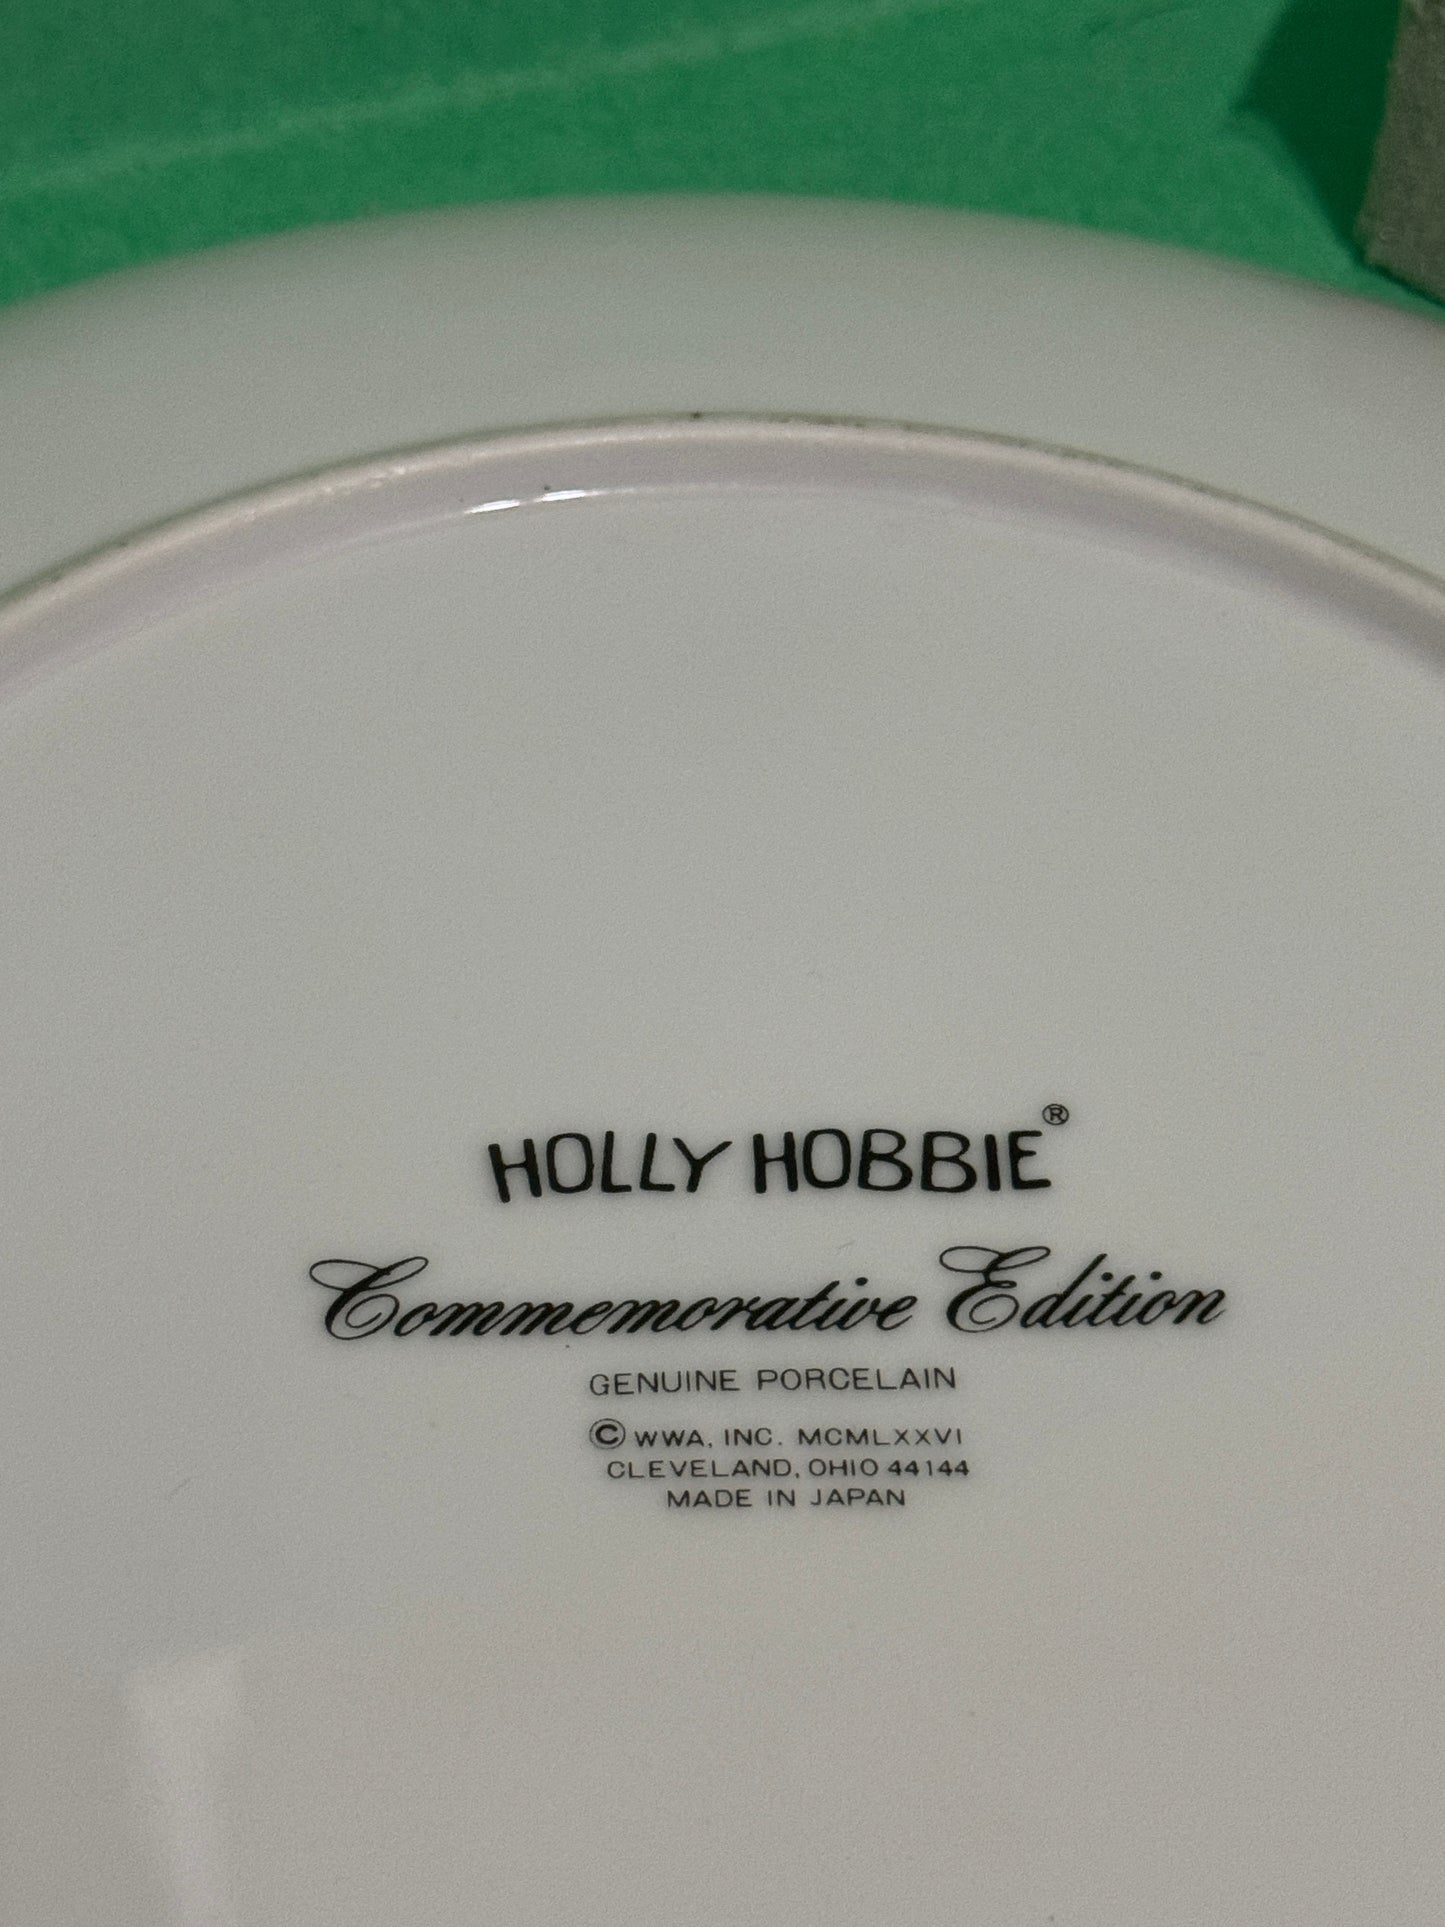 HOLLY HOBBIE®
Commemorative Edition
GENUINE PORCELAIN
© WWA, INC. MCMLXXVI
CLEVELAND, OHIO 44144
MADE IN JAPAN